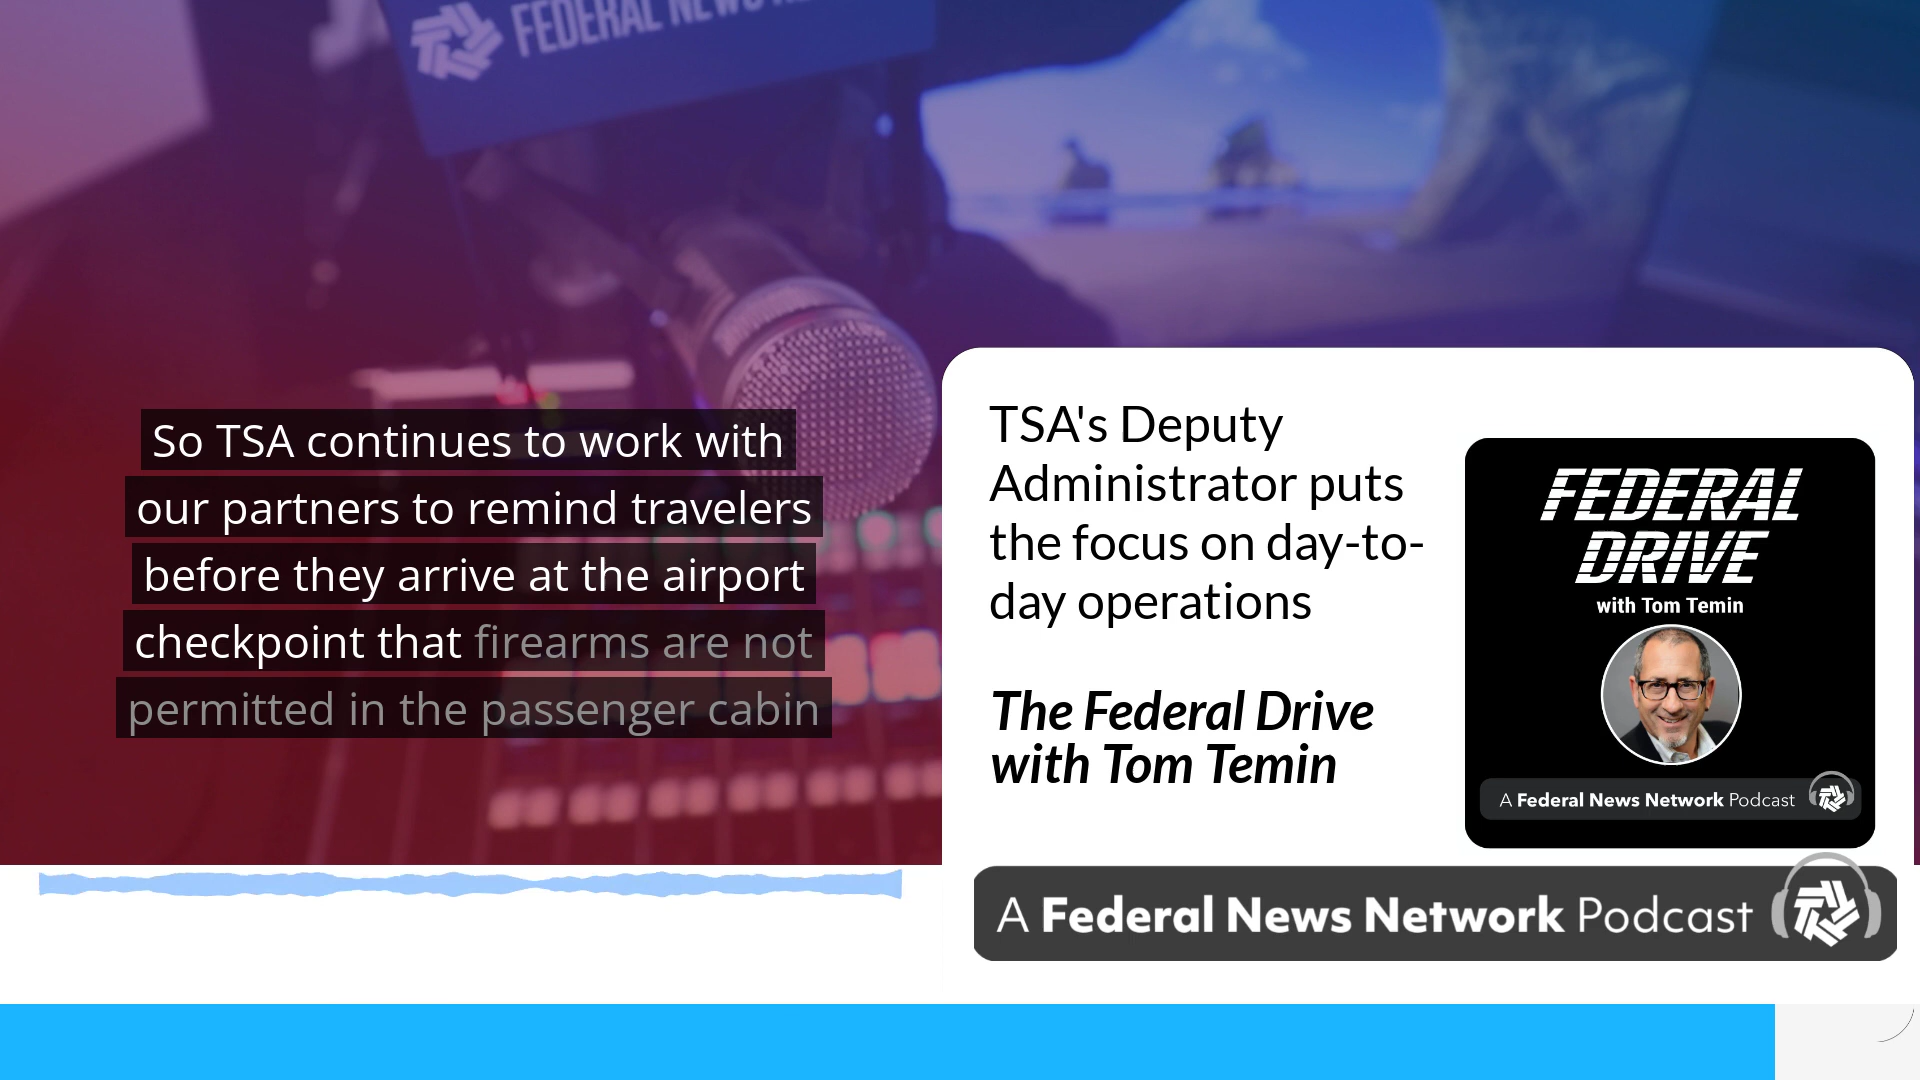 FEDERAL NEWS
So TSA continues to work with
our partners to remind travelers
before they arrive at the airport
checkpoint that firearms are not
permitted in the passenger cabin
TSA's Deputy
Administrator puts
the focus on day-to-
day operations
The Federal Drive
with Tom Temin
FEDERAL
DRIVE
with Tom Temin
A Federal News Network Podcast
A Federal News Network Podcast